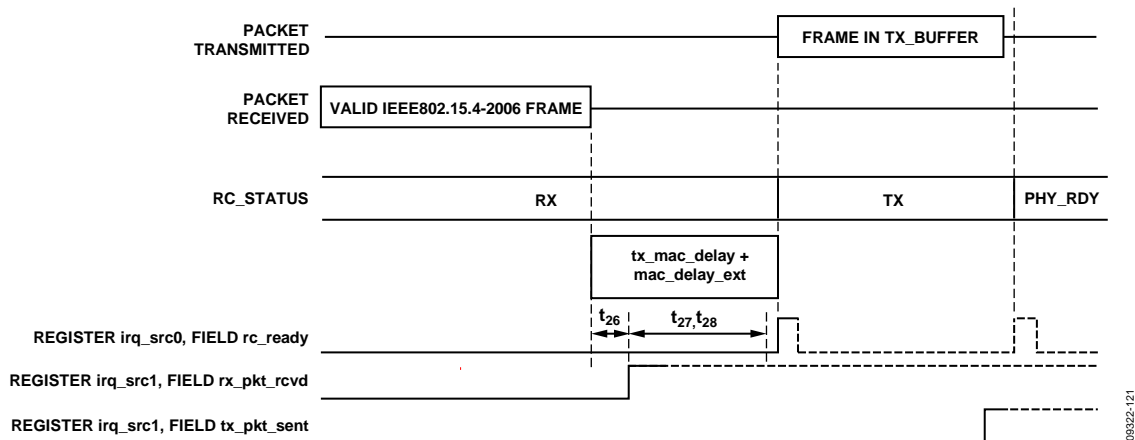 PACKET
TRANSMITTED
FRAME IN TX_BUFFER
PACKET
RECEIVED
VALID IEEE802.15.4-2006 FRAME
RC_STATUS
RX
TX
PHY_RDY
tx_mac_delay +
mac_delay_ext
t26
t27,t28
REGISTER irq_src0, FIELD rc_ready
REGISTER irq_src1, FIELD rx_pkt_rcvd
REGISTER irq_src1, FIELD tx_pkt_sent
09322-121